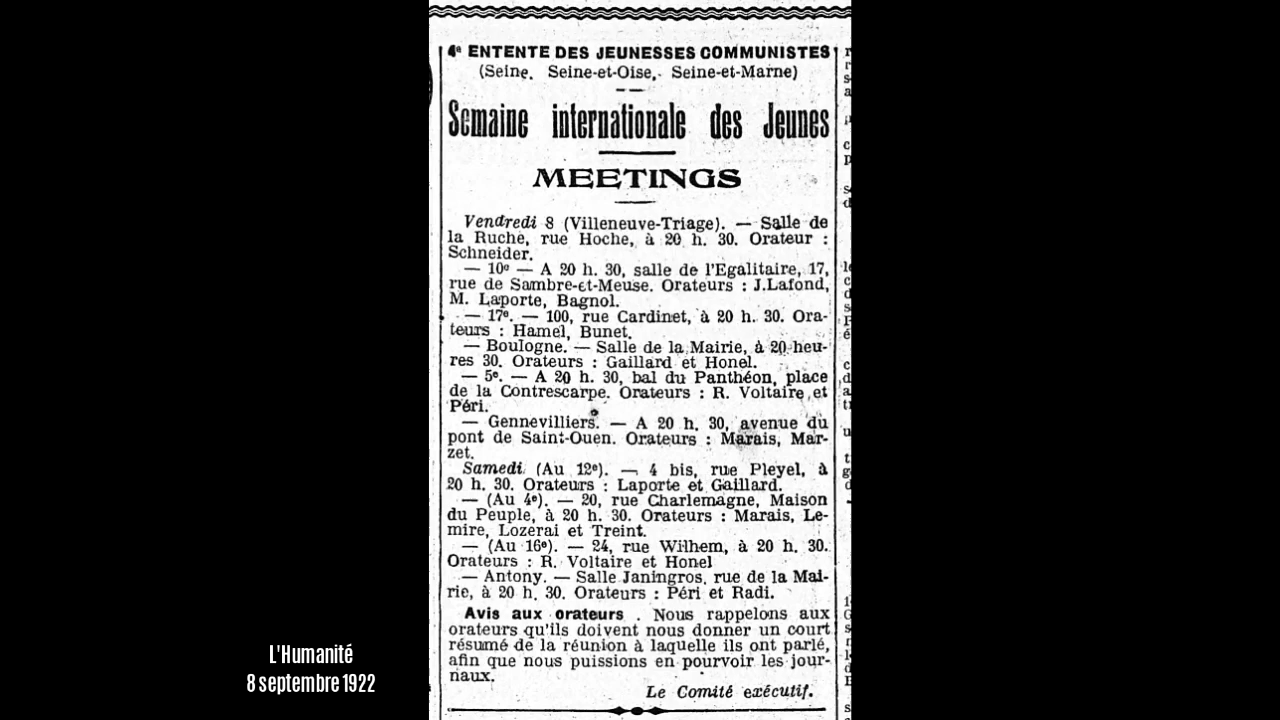 4e ENTENTE DES JEUNESSES COMMUNISTES
(Seine, Seine-et-Oise, Seine-et-Marne)
Semaine internationale des Jeunes
MEETINGS
Vendredi 8 (Villeneuve-Triage). — Salle de
la Ruche, rue Hoche, à 20 h. 30. Orateur :
Schneider.
— 10e — A 20 h. 30, salle de l'Egalitaire, 17,
rue de Sambre-et-Meuse. Orateurs : J.Lafond,
M. Laporte, Bagnol.
— 17e. — 100, rue Cardinet, à 20 h. 30. Ora-
teurs : Hamel, Bunet.
— Boulogne. — Salle de la Mairie, à 20 heu-
res 30. Orateurs : Gaillard et Honel.
— 5e. — A 20 h. 30, bal du Panthéon, place
de la Contrescarpe. Orateurs : R. Voltaire et
Péri.
— Gennevilliers. — A 20 h. 30, avenue du
pont de Saint-Ouen. Orateurs : Marais, Mar-
zet.
Samedi (Au 12e). — 4 bis, rue Pleyel, à
20 h. 30. Orateurs : Laporte et Gaillard.
— (Au 4e). — 20, rue Charlemagne, Maison
du Peuple, à 20 h. 30. Orateurs : Marais, Le-
mire, Lozerai et Treint.
— (Au 16e). — 24, rue Wilhem, à 20 h. 30.
Orateurs : R. Voltaire et Honel
— Antony. — Salle Janingros, rue de la Mai-
rie, à 20 h. 30. Orateurs : Péri et Radi.
Avis aux orateurs . Nous rappelons aux
orateurs qu'ils doivent nous donner un court
résumé de la réunion à laquelle ils ont parlé,
afin que nous puissions en pourvoir les jour-
naux.
Le Comité exécutif.
L'Humanité
8 septembre 1922